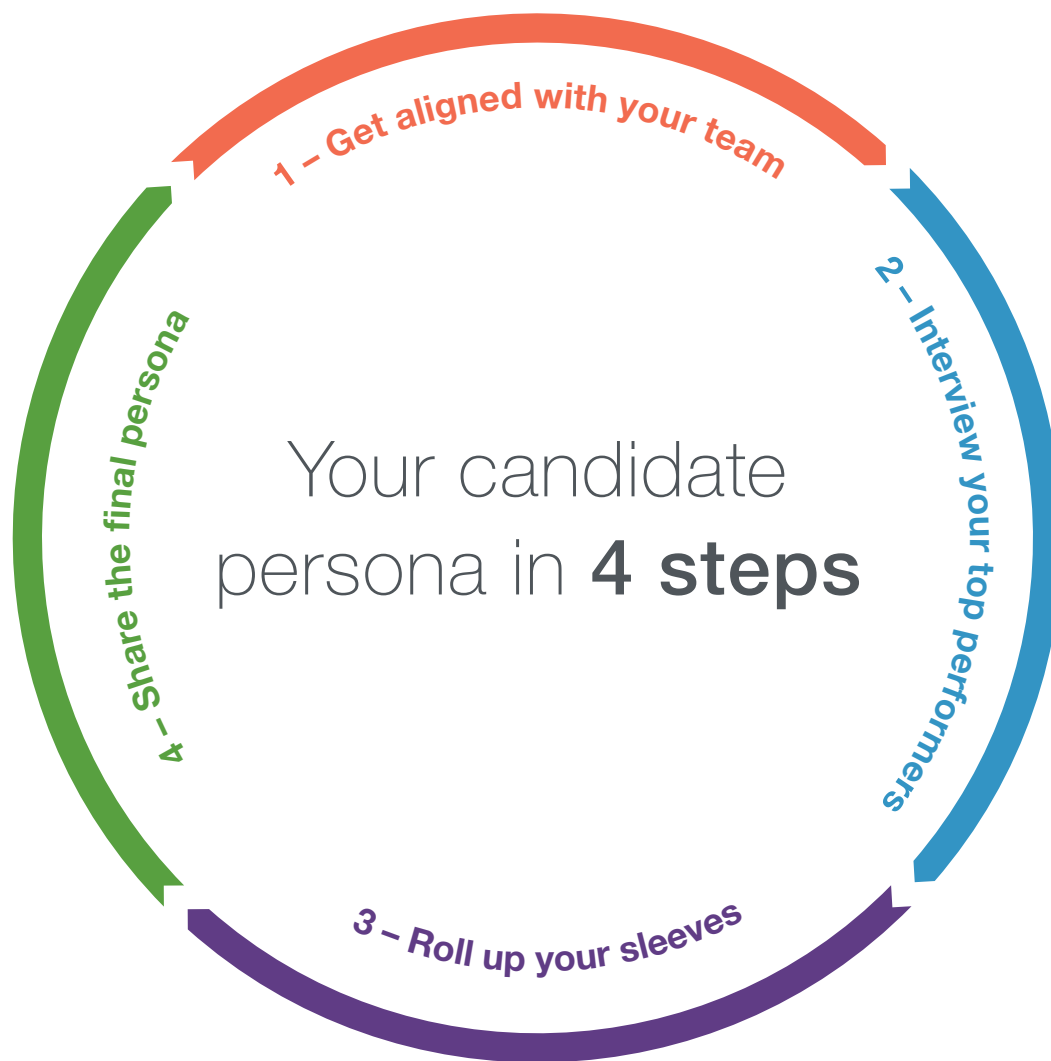 1 – Get aligned with your team
2 – Interview your top performers
3 – Roll up your sleeves
4 – Share the final persona
Your candidate
persona in 4 steps